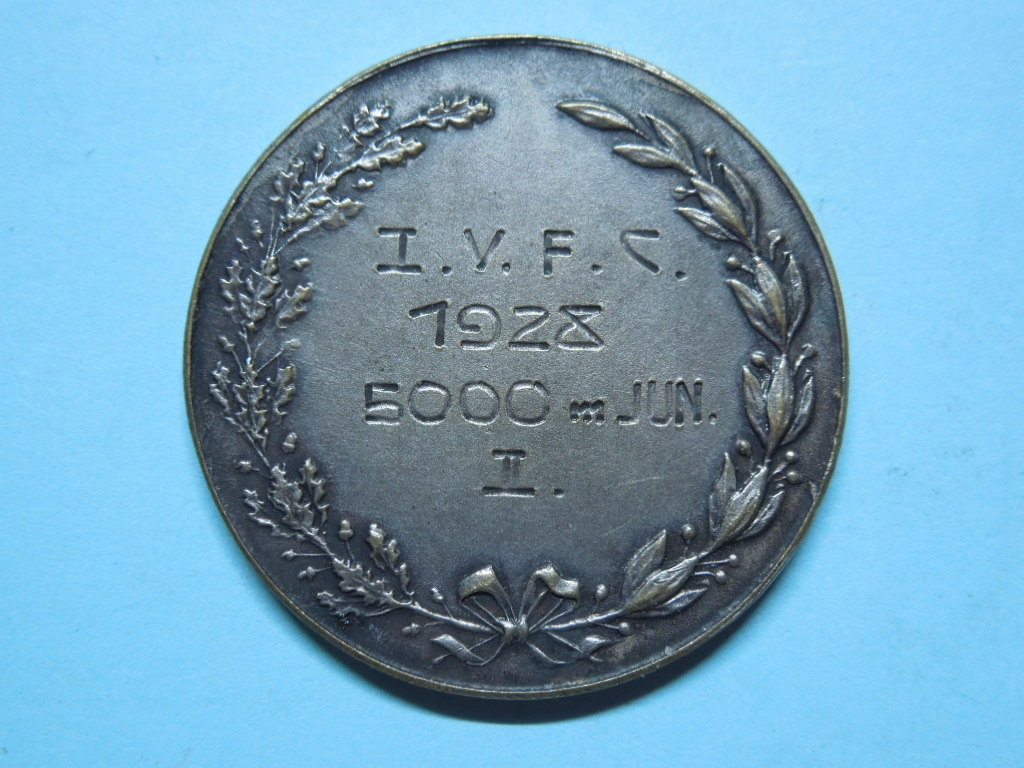 I. V. F. C.
1928
5000 m JUN.
II.